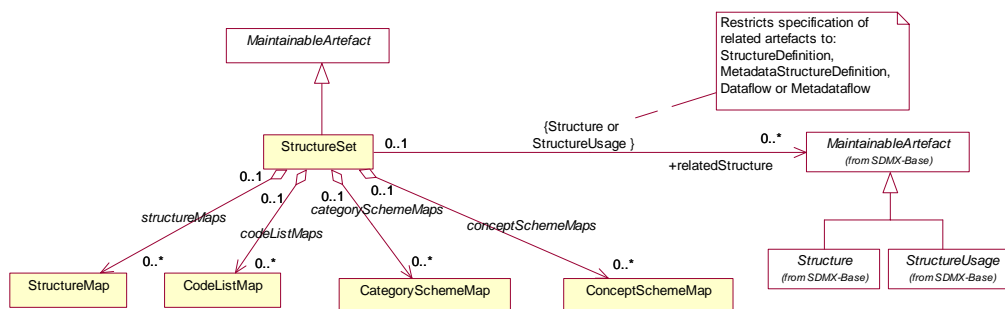 Restricts specification of
related artefacts to:
StructureDefinition,
MetadataStructureDefinition,
Dataflow or Metadataflow
MaintainableArtefact
{Structure or
StructureUsage }
StructureSet
0..1
0..*
+relatedStructure
MaintainableArtefact
(from SDMX-Base)
0..1
0..1
0..1
0..1
structureMaps
codeListMaps
categorySchemeMaps
conceptSchemeMaps
0..*
0..*
0..*
0..*
StructureMap
CodeListMap
CategorySchemeMap
ConceptSchemeMap
Structure
(from SDMX-Base)
StructureUsage
(from SDMX-Base)